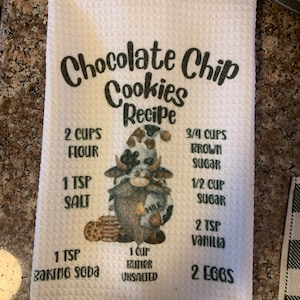 Chocolate Chip
Cookies
Recipe
2 CUPS
FLOUR
3/4 CUPS
BROWN
SUGAR
1 TSP
SALT
1/2 CUP
SUGAR
2 TSP
VANILLA
1 TSP
BAKING SODA
1 CUP
BUTTER
UNSALTED
2 EGGS
MILK